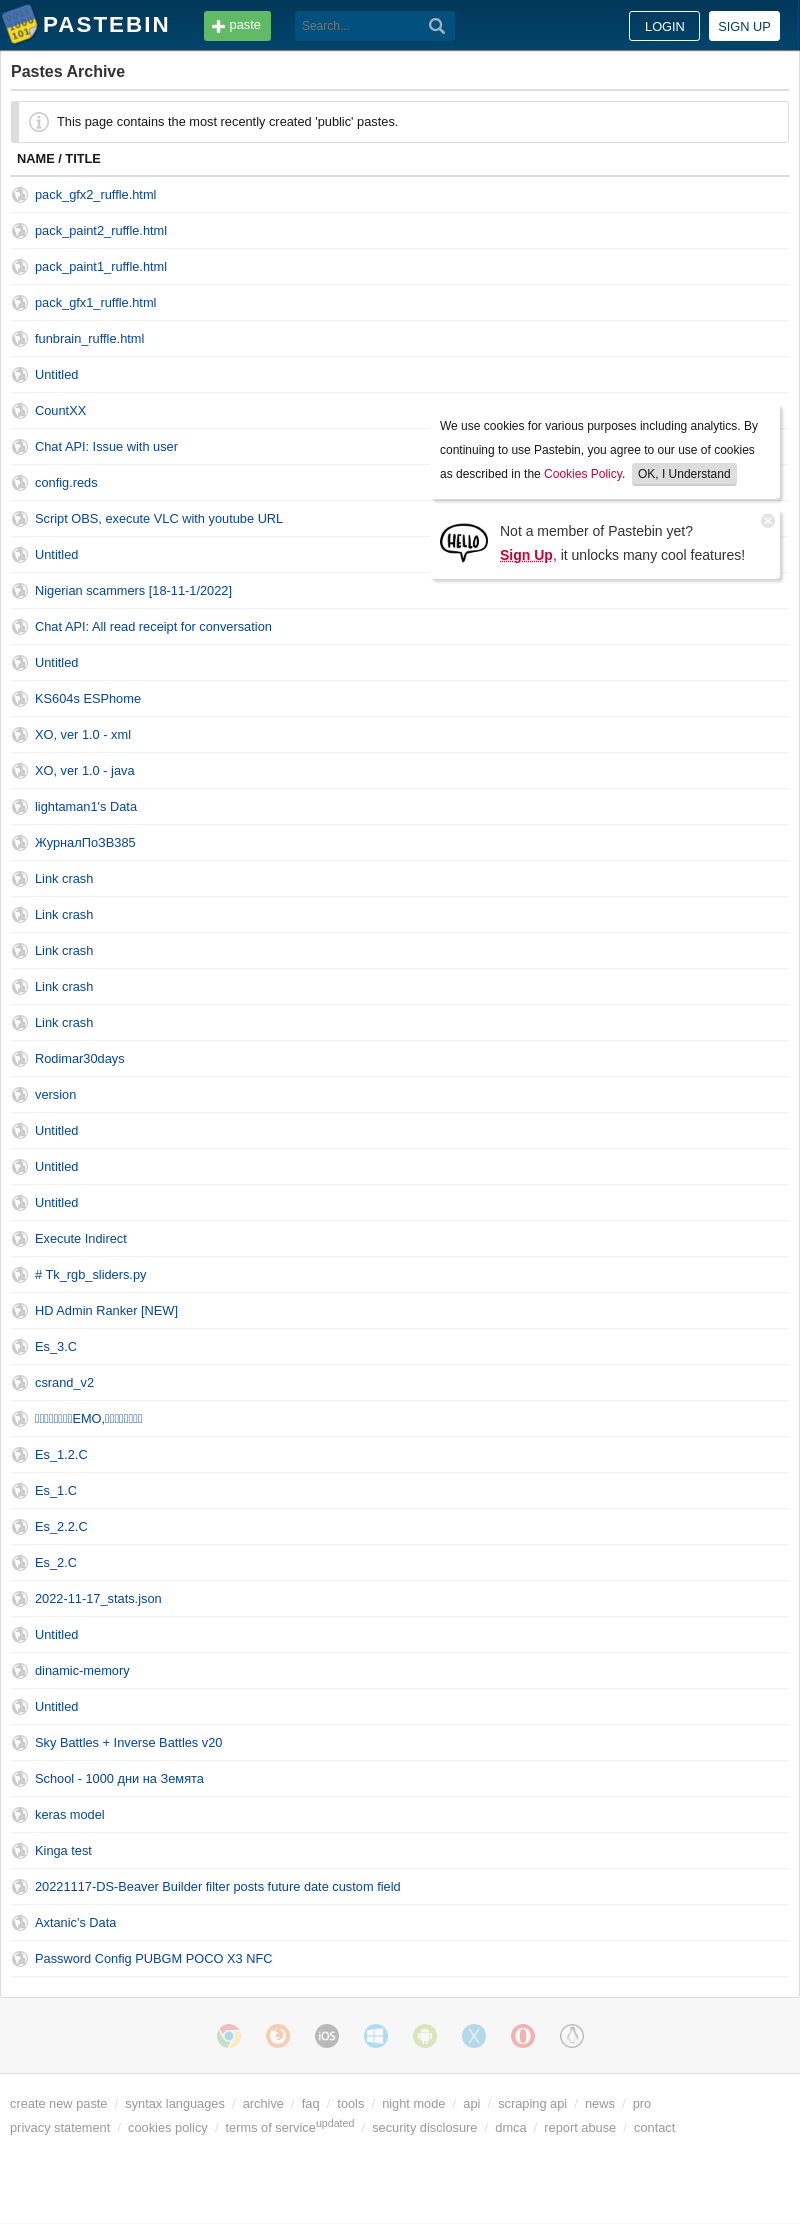 PASTEBIN paste Search... LOGIN SIGN UP
Pastes Archive
This page contains the most recently created 'public' pastes.
NAME / TITLE
pack_gfx2_ruffle.html
pack_paint2_ruffle.html
pack_paint1_ruffle.html
pack_gfx1_ruffle.html
funbrain_ruffle.html
Untitled
CountXX
Chat API: Issue with user
config.reds
Script OBS, execute VLC with youtube URL
Untitled
Nigerian scammers [18-11-1/2022]
Chat API: All read receipt for conversation
Untitled
KS604s ESPhome
XO, ver 1.0 - xml
XO, ver 1.0 - java
lightaman1's Data
ЖурналПоЗВ385
Link crash
Link crash
Link crash
Link crash
Link crash
Rodimar30days
version
Untitled
Untitled
Untitled
Execute Indirect
# Tk_rgb_sliders.py
HD Admin Ranker [NEW]
Es_3.C
csrand_v2
EMO,
Es_1.2.C
Es_1.C
Es_2.2.C
Es_2.C
2022-11-17_stats.json
Untitled
dinamic-memory
Untitled
Sky Battles + Inverse Battles v20
School - 1000 дни на Земята
keras model
Kinga test
20221117-DS-Beaver Builder filter posts future date custom field
Axtanic's Data
Password Config PUBGM POCO X3 NFC
We use cookies for various purposes including analytics. By
continuing to use Pastebin, you agree to our use of cookies
as described in the Cookies Policy. OK, I Understand
HELLO
Not a member of Pastebin yet?
Sign Up, it unlocks many cool features!
iOS
create new paste / syntax languages / archive / faq / tools / night mode / api / scraping api / news / pro
privacy statement / cookies policy / terms of serviceupdated / security disclosure / dmca / report abuse / contact